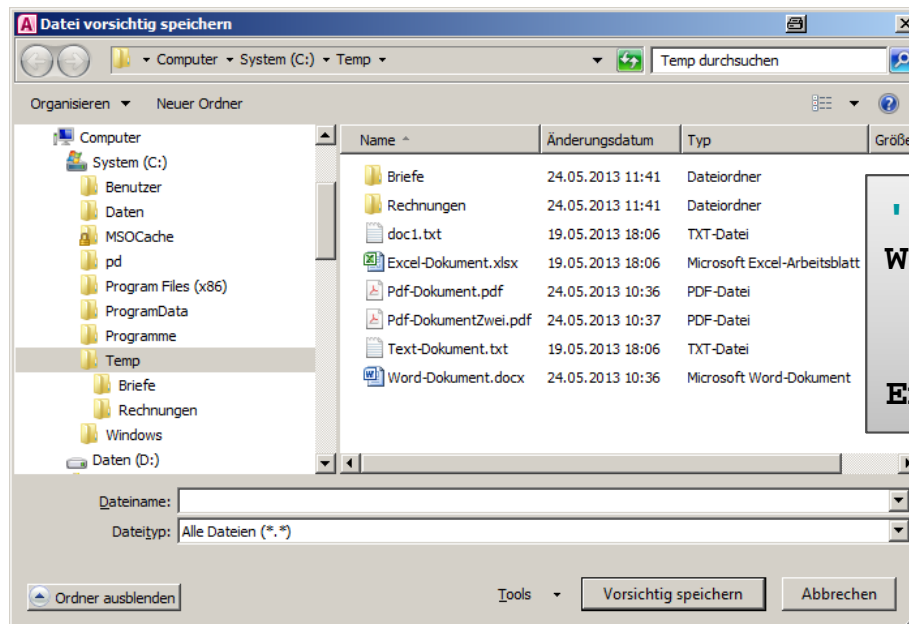 Datei vorsichtig speichern
Computer System (C:) Temp
Temp durchsuchen
Organisieren Neuer Ordner
Computer
System (C:)
Benutzer
Daten
MSOCache
pd
Program Files (x86)
ProgramData
Programme
Temp
Briefe
Rechnungen
Windows
Daten (D:)
Name Änderungsdatum Typ Größe
Briefe 24.05.2013 11:41 Dateiordner
Rechnungen 24.05.2013 11:41 Dateiordner
doc1.txt 19.05.2013 18:06 TXT-Datei
Excel-Dokument.xlsx 19.05.2013 18:06 Microsoft Excel-Arbeitsblatt
Pdf-Dokument.pdf 24.05.2013 10:36 PDF-Datei
Pdf-DokumentZwei.pdf 24.05.2013 10:37 PDF-Datei
Text-Dokument.txt 19.05.2013 18:06 TXT-Datei
Word-Dokument.docx 24.05.2013 10:36 Microsoft Word-Dokument
'
W
E
Dateiname:
Dateityp: Alle Dateien (*.*)
Ordner ausblenden Tools Vorsichtig speichern Abbrechen